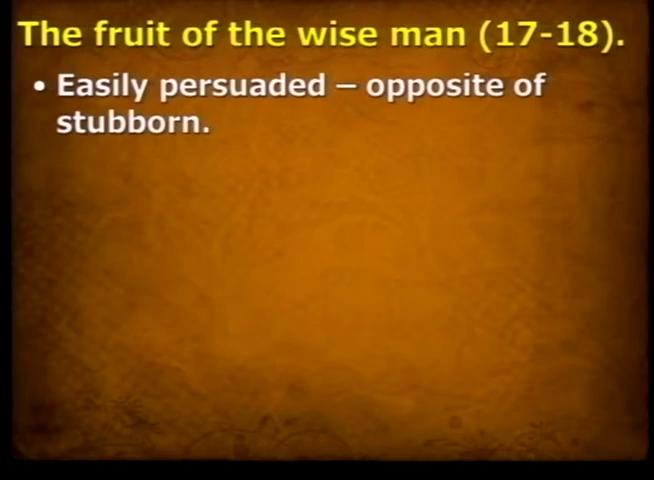 The fruit of the wise man (17-18).
• Easily persuaded – opposite of
stubborn.